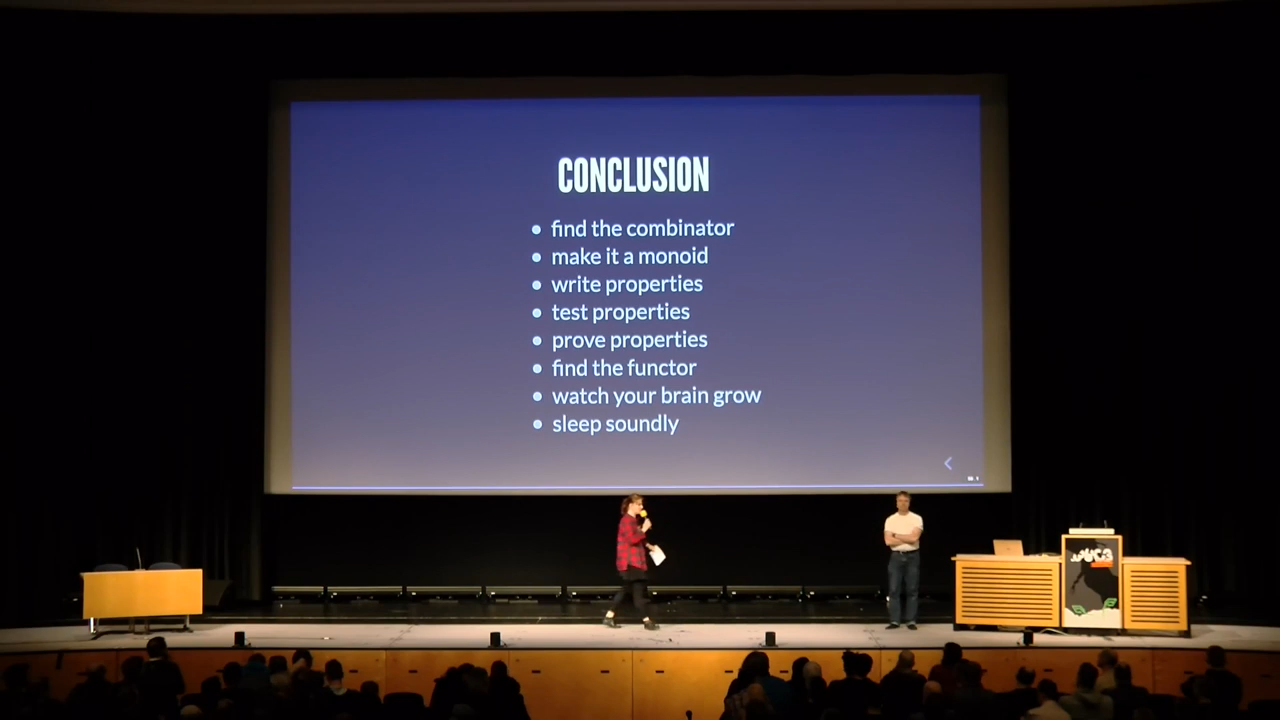 CONCLUSION
• find the combinator
• make it a monoid
• write properties
• test properties
• prove properties
• find the functor
• watch your brain grow
• sleep soundly